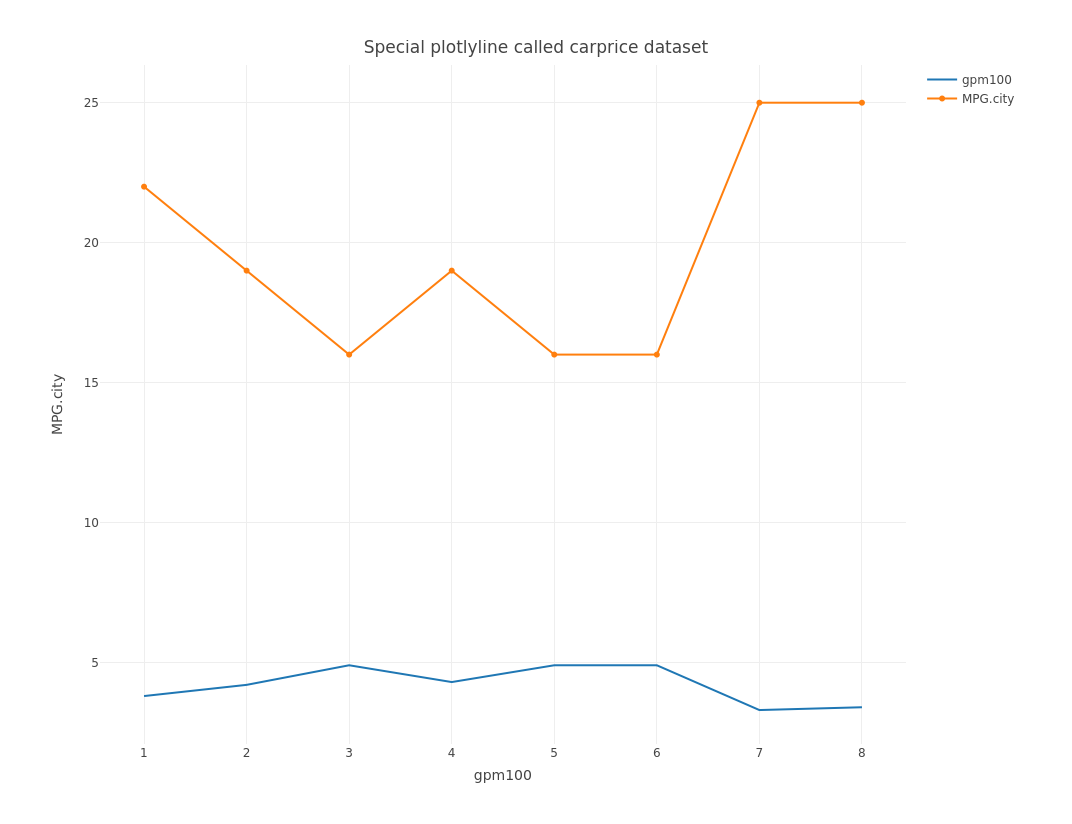 Special plotlyline called carprice dataset
gpm100
MPG.city
25
20
15
10
5
MPG.city
1 2 3 4 5 6 7 8
gpm100